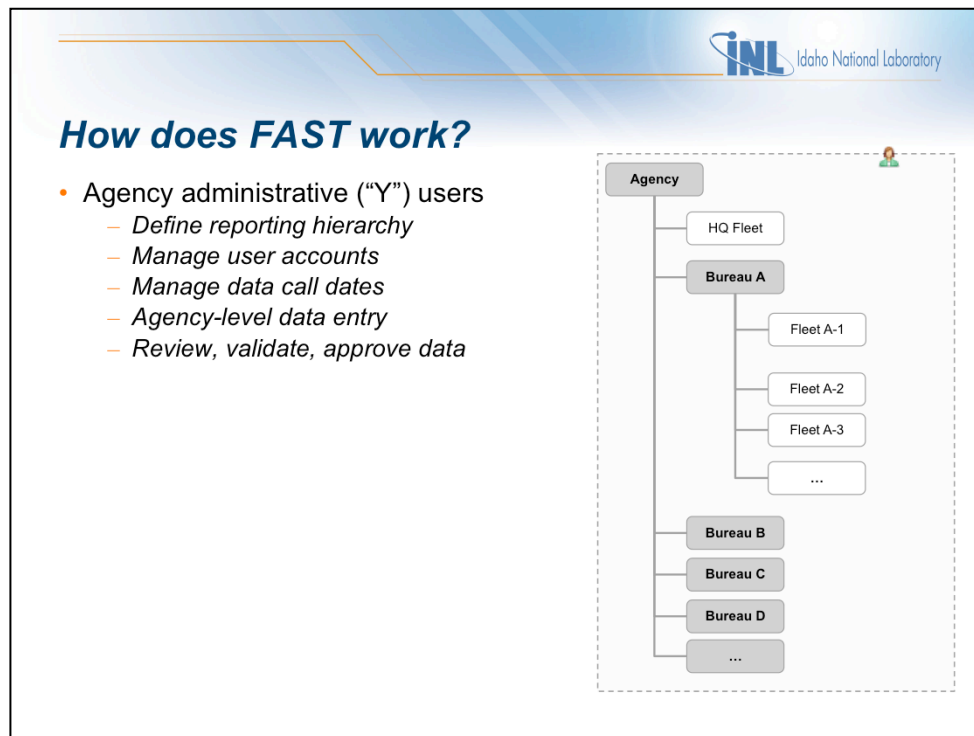 INL Idaho National Laboratory
How does FAST work?
• Agency administrative (“Y”) users
– Define reporting hierarchy
– Manage user accounts
– Manage data call dates
– Agency-level data entry
– Review, validate, approve data
Agency
HQ Fleet
Bureau A
Fleet A-1
Fleet A-2
Fleet A-3
...
Bureau B
Bureau C
Bureau D
...